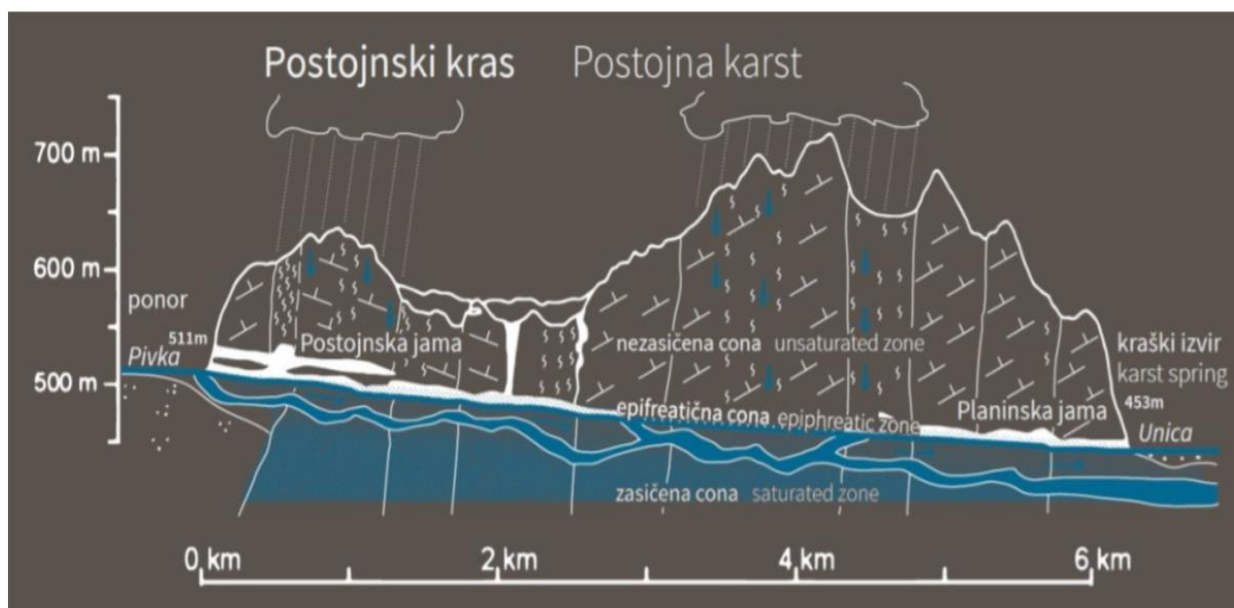 Postojnski kras Postojna karst
700 m
600 m
ponor
511m
Pivka
Postojnska jama
nezasičena cona unsaturated zone
kraški izvir
karst spring
500 m
453m
epifreatična cona epiphreatic zone
Planinska jama
Unica
zasičena cona saturated zone
0 km 2 km 4 km 6 km